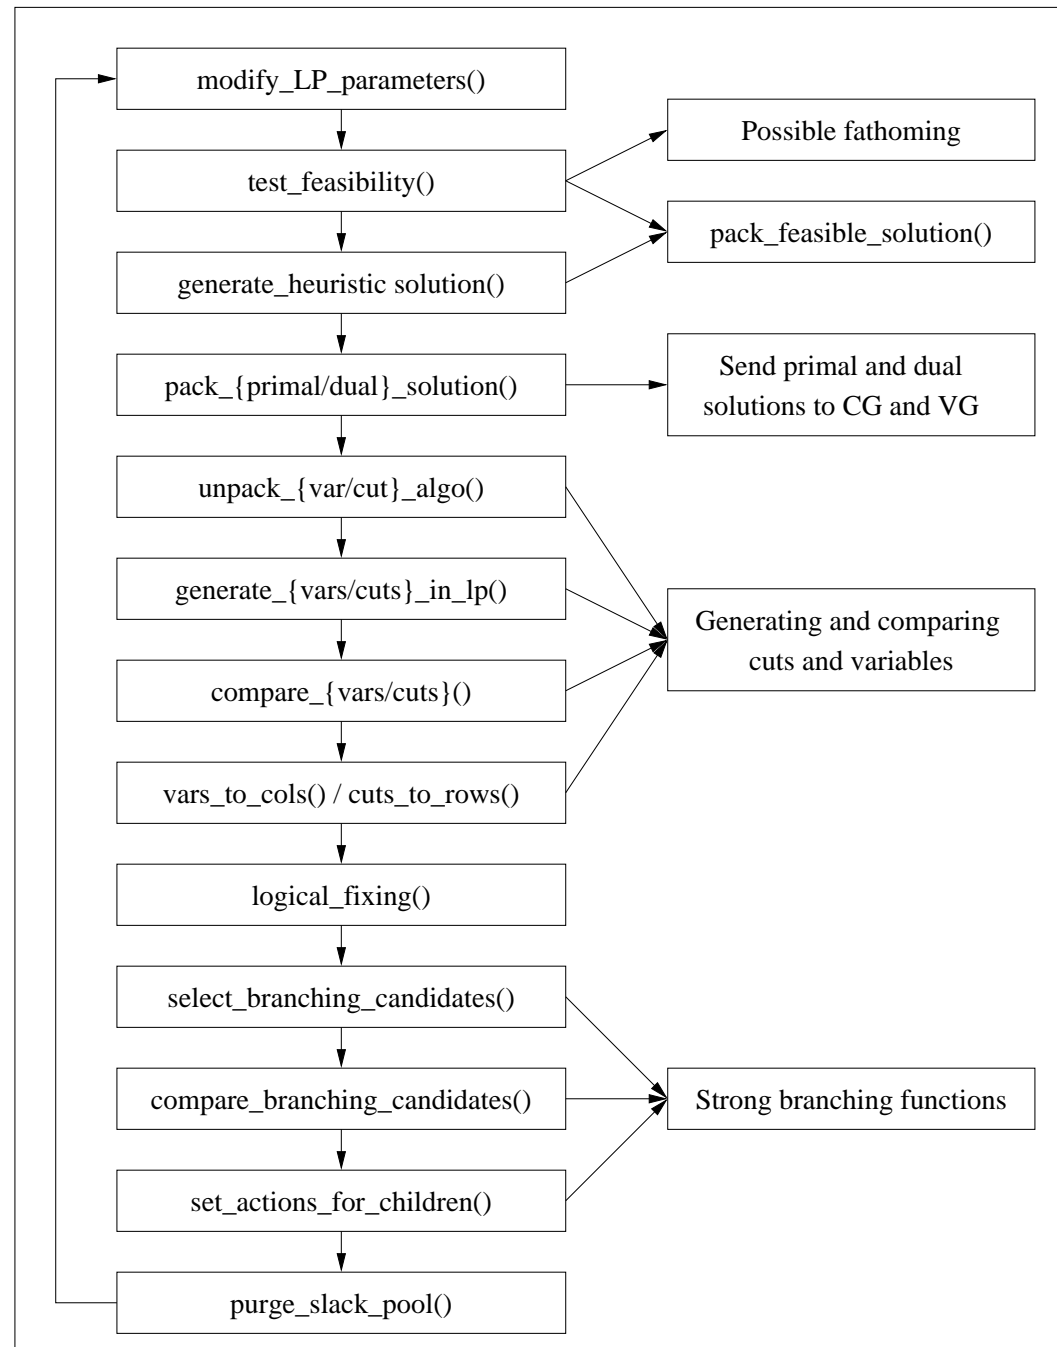 modify_LP_parameters()
Possible fathoming
test_feasibility()
pack_feasible_solution()
generate_heuristic solution()
pack_{primal/dual}_solution()
Send primal and dual
solutions to CG and VG
unpack_{var/cut}_algo()
generate_{vars/cuts}_in_lp()
Generating and comparing
cuts and variables
compare_{vars/cuts}()
vars_to_cols() / cuts_to_rows()
logical_fixing()
select_branching_candidates()
compare_branching_candidates()
Strong branching functions
set_actions_for_children()
purge_slack_pool()